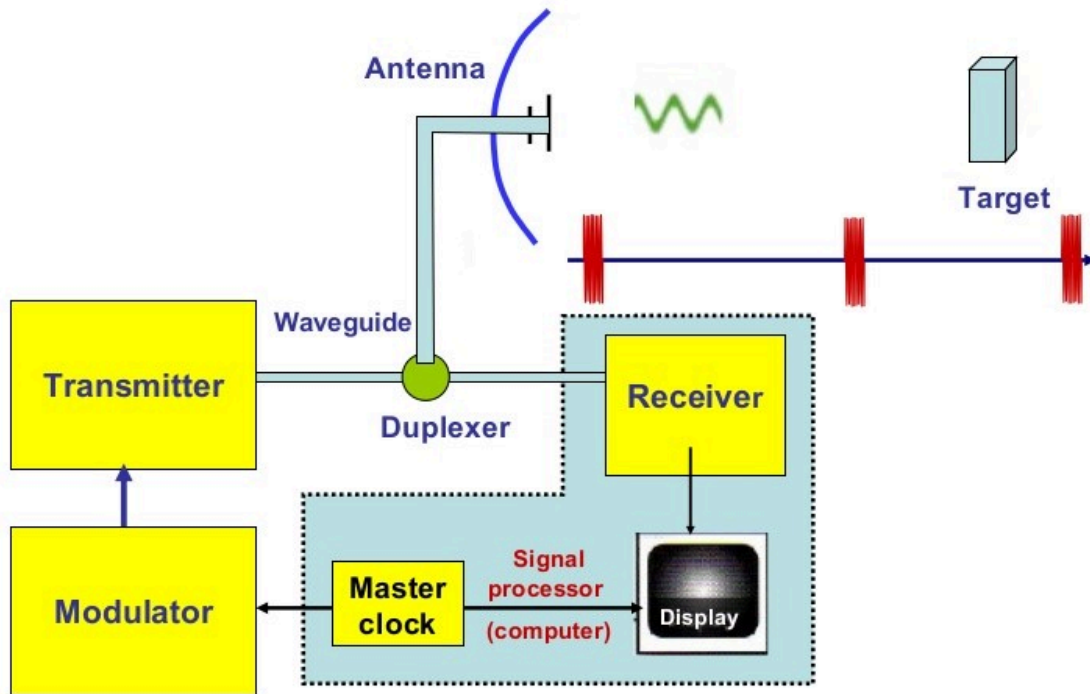 Antenna
Target
Waveguide
Transmitter
Duplexer
Receiver
Modulator
Master
clock
Signal
processor
(computer)
Display